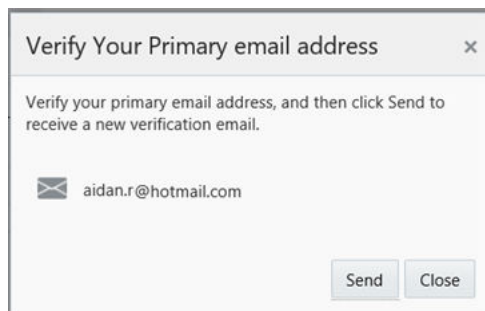 Verify Your Primary email address ×
Verify your primary email address, and then click Send to
receive a new verification email.
aidan.r@hotmail.com
Send Close